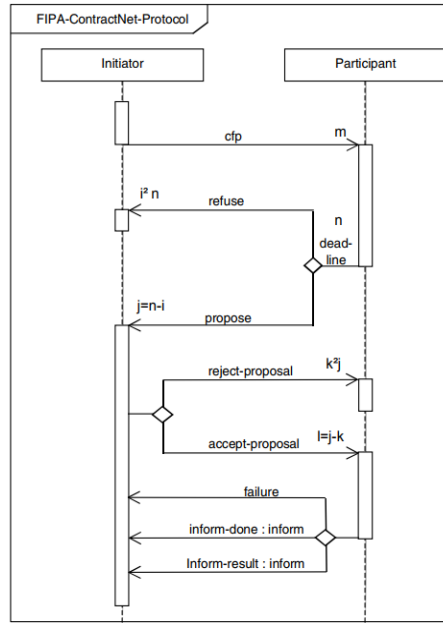 FIPA-ContractNet-Protocol
Initiator
Participant
cfp
m
i² n
refuse
n
dead-
line
j=n-i
propose
reject-proposal
k²j
accept-proposal
l=j-k
failure
inform-done : inform
Inform-result : inform